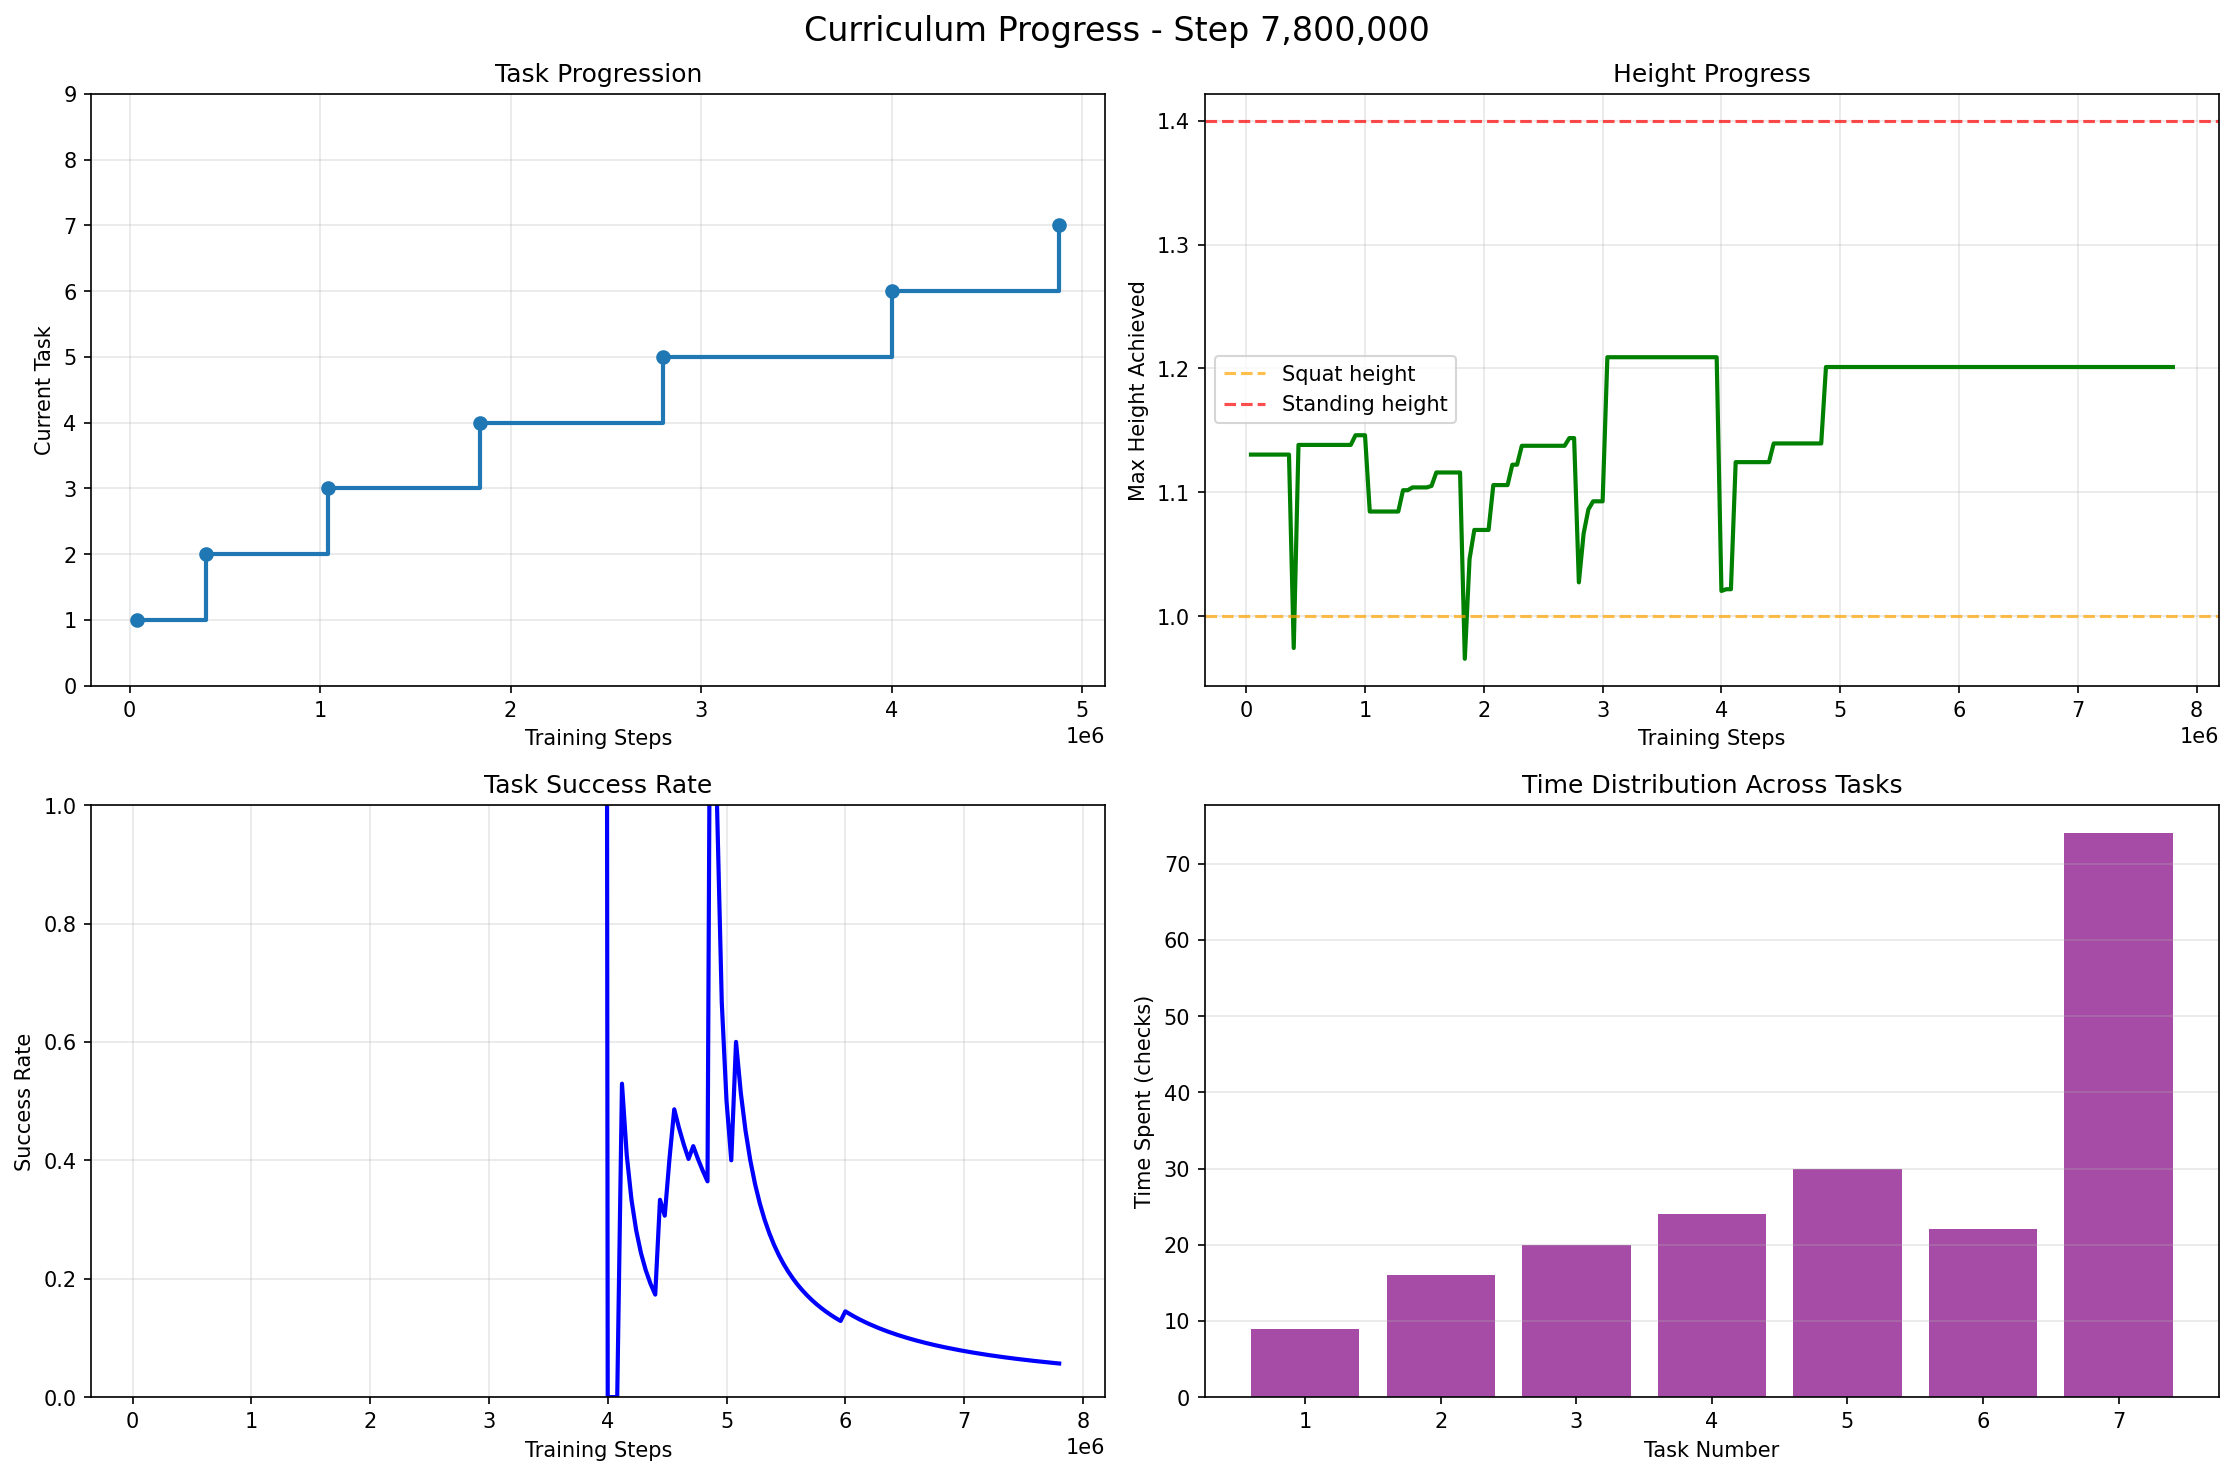 Curriculum Progress - Step 7,800,000
Task Progression
Current Task
9
8
7
6
5
4
3
2
1
0
0 1 2 3 4 5
1e6
Training Steps
Height Progress
Max Height Achieved
1.4
1.3
1.2
1.1
1.0
Squat height
Standing height
0 1 2 3 4 5 6 7 8
1e6
Training Steps
Task Success Rate
Success Rate
1.0
0.8
0.6
0.4
0.2
0.0
0 1 2 3 4 5 6 7 8
1e6
Training Steps
Time Distribution Across Tasks
Time Spent (checks)
70
60
50
40
30
20
10
0
1 2 3 4 5 6 7
Task Number